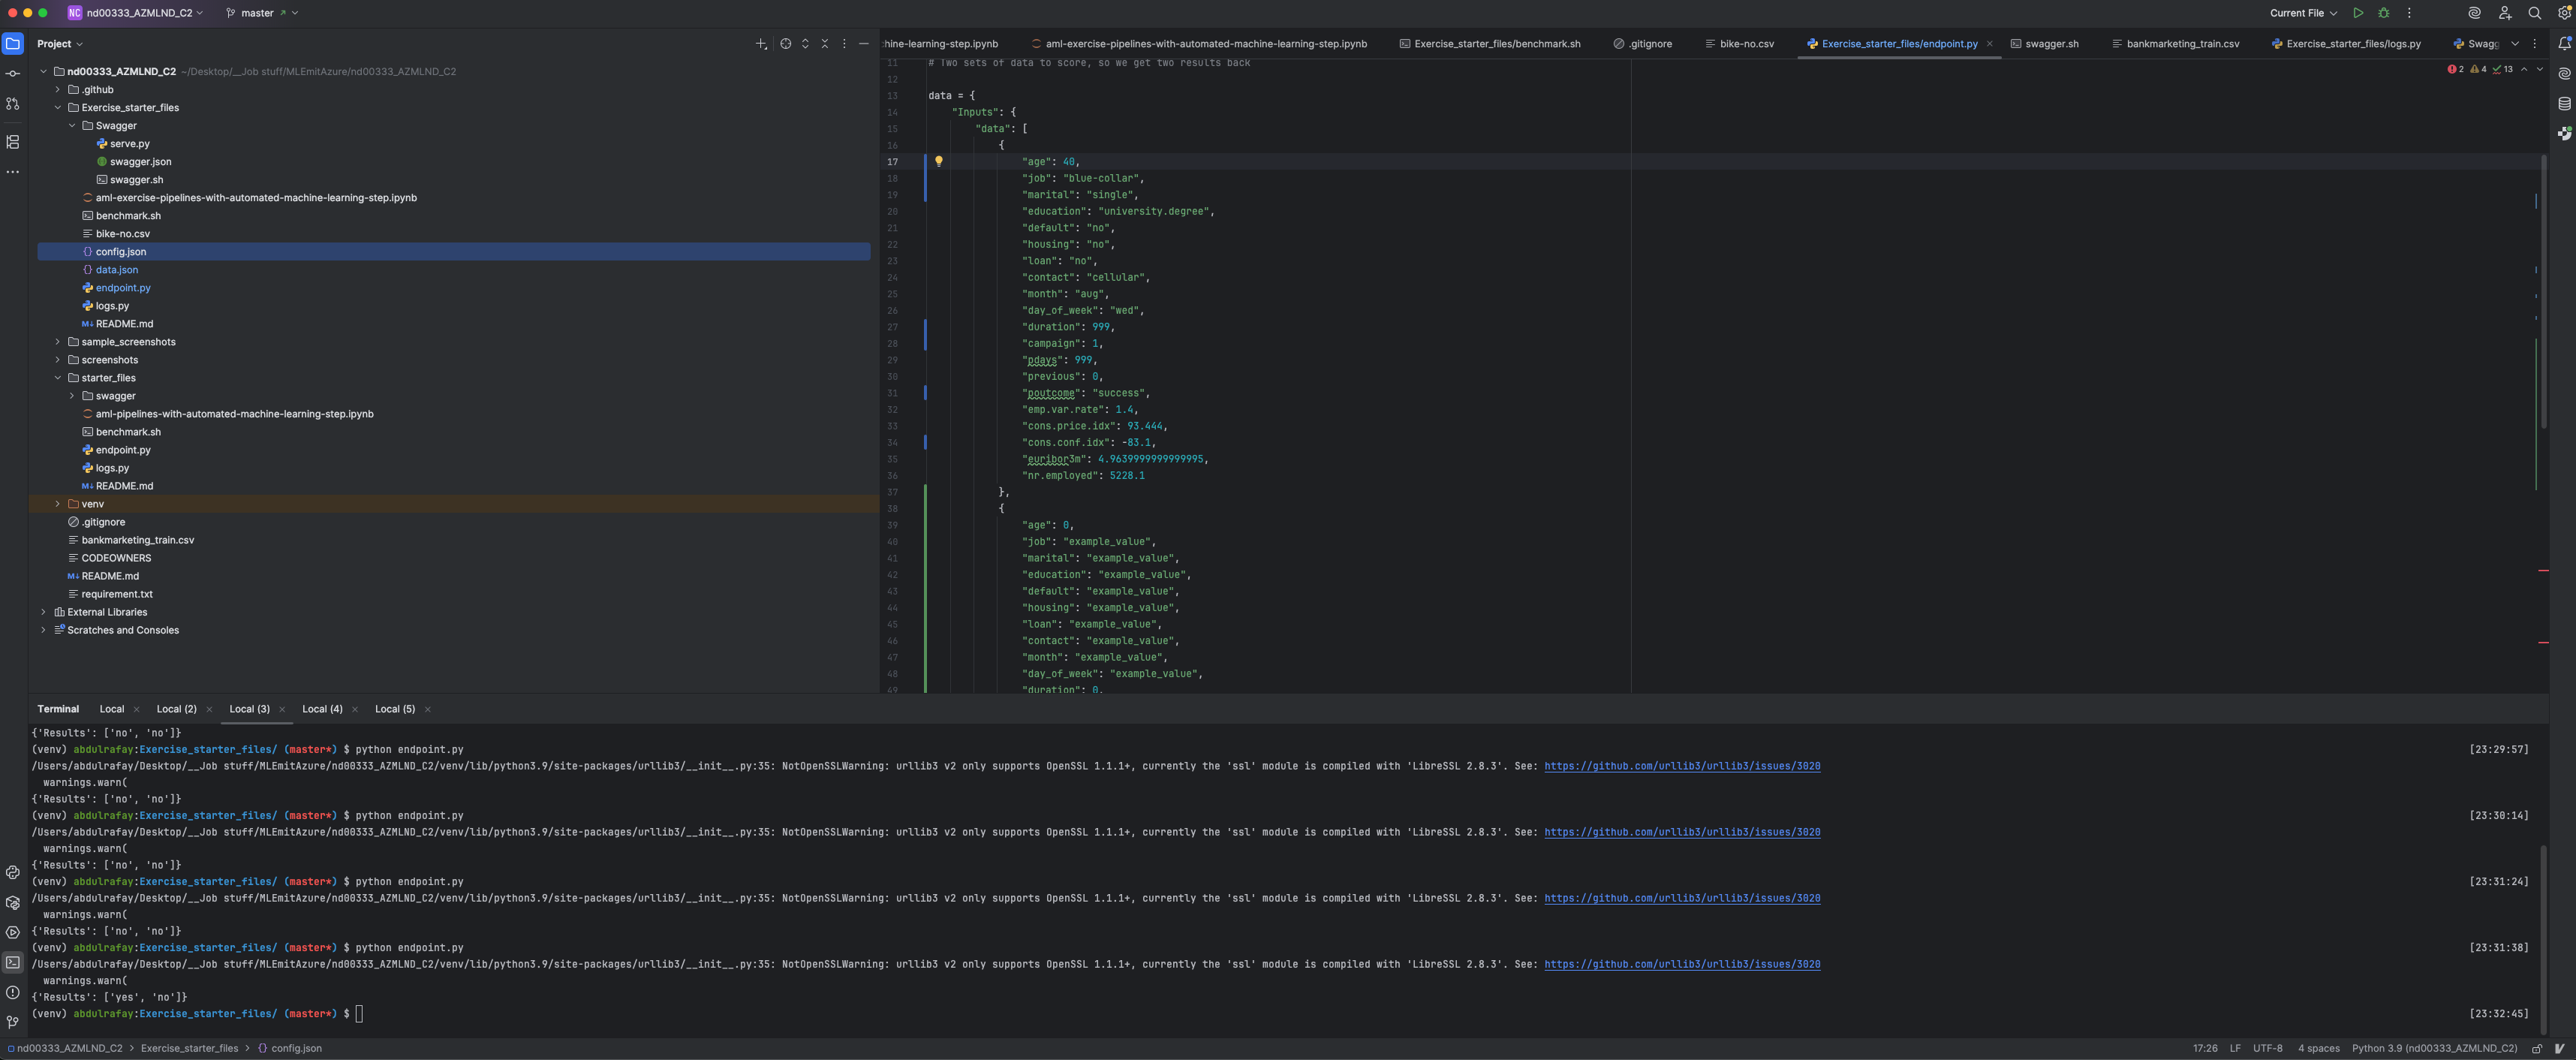 NC nd00333_AZMLND_C2 master Current File
Project
nd00333_AZMLND_C2 ~/Desktop/__Job stuff/MLEmitAzure/nd00333_AZMLND_C2
.github
Exercise_starter_files
Swagger
serve.py
swagger.json
swagger.sh
aml-exercise-pipelines-with-automated-machine-learning-step.ipynb
benchmark.sh
bike-no.csv
config.json
data.json
endpoint.py
logs.py
README.md
sample_screenshots
screenshots
starter_files
swagger
aml-pipelines-with-automated-machine-learning-step.ipynb
benchmark.sh
endpoint.py
logs.py
README.md
venv
.gitignore
bankmarketing_train.csv
CODEOWNERS
README.md
requirement.txt
External Libraries
Scratches and Consoles
:hine-learning-step.ipynb aml-exercise-pipelines-with-automated-machine-learning-step.ipynb Exercise_starter_files/benchmark.sh .gitignore bike-no.csv Exercise_starter_files/endpoint.py swagger.sh bankmarketing_train.csv Exercise_starter_files/logs.py Swagg
2 4 13
11 # Two sets of data to score, so we get two results back
12
13 data = {
14 "Inputs": {
15 "data": [
16 {
17 "age": 40,
18 "job": "blue-collar",
19 "marital": "single",
20 "education": "university.degree",
21 "default": "no",
22 "housing": "no",
23 "loan": "no",
24 "contact": "cellular",
25 "month": "aug",
26 "day_of_week": "wed",
27 "duration": 999,
28 "campaign": 1,
29 "pdays": 999,
30 "previous": 0,
31 "poutcome": "success",
32 "emp.var.rate": 1.4,
33 "cons.price.idx": 93.444,
34 "cons.conf.idx": -83.1,
35 "euribor3m": 4.9639999999999995,
36 "nr.employed": 5228.1
37 },
38 {
39 "age": 0,
40 "job": "example_value",
41 "marital": "example_value",
42 "education": "example_value",
43 "default": "example_value",
44 "housing": "example_value",
45 "loan": "example_value",
46 "contact": "example_value",
47 "month": "example_value",
48 "day_of_week": "example_value",
49 "duration": 0,
Terminal Local Local (2) Local (3) Local (4) Local (5)
{'Results': ['no', 'no']}
(venv) abdulrafay:Exercise_starter_files/ (master*) $ python endpoint.py [23:29:57]
/Users/abdulrafay/Desktop/__Job stuff/MLEmitAzure/nd00333_AZMLND_C2/venv/lib/python3.9/site-packages/urllib3/__init__.py:35: NotOpenSSLWarning: urllib3 v2 only supports OpenSSL 1.1.1+, currently the 'ssl' module is compiled with 'LibreSSL 2.8.3'. See: https://github.com/urllib3/urllib3/issues/3020
warnings.warn(
{'Results': ['no', 'no']}
(venv) abdulrafay:Exercise_starter_files/ (master*) $ python endpoint.py [23:30:14]
/Users/abdulrafay/Desktop/__Job stuff/MLEmitAzure/nd00333_AZMLND_C2/venv/lib/python3.9/site-packages/urllib3/__init__.py:35: NotOpenSSLWarning: urllib3 v2 only supports OpenSSL 1.1.1+, currently the 'ssl' module is compiled with 'LibreSSL 2.8.3'. See: https://github.com/urllib3/urllib3/issues/3020
warnings.warn(
{'Results': ['no', 'no']}
(venv) abdulrafay:Exercise_starter_files/ (master*) $ python endpoint.py [23:31:24]
/Users/abdulrafay/Desktop/__Job stuff/MLEmitAzure/nd00333_AZMLND_C2/venv/lib/python3.9/site-packages/urllib3/__init__.py:35: NotOpenSSLWarning: urllib3 v2 only supports OpenSSL 1.1.1+, currently the 'ssl' module is compiled with 'LibreSSL 2.8.3'. See: https://github.com/urllib3/urllib3/issues/3020
warnings.warn(
{'Results': ['no', 'no']}
(venv) abdulrafay:Exercise_starter_files/ (master*) $ python endpoint.py [23:31:38]
/Users/abdulrafay/Desktop/__Job stuff/MLEmitAzure/nd00333_AZMLND_C2/venv/lib/python3.9/site-packages/urllib3/__init__.py:35: NotOpenSSLWarning: urllib3 v2 only supports OpenSSL 1.1.1+, currently the 'ssl' module is compiled with 'LibreSSL 2.8.3'. See: https://github.com/urllib3/urllib3/issues/3020
warnings.warn(
{'Results': ['yes', 'no']}
(venv) abdulrafay:Exercise_starter_files/ (master*) $ [23:32:45]
nd00333_AZMLND_C2 > Exercise_starter_files > {} config.json 17:26 LF UTF-8 4 spaces Python 3.9 (nd00333_AZMLND_C2)